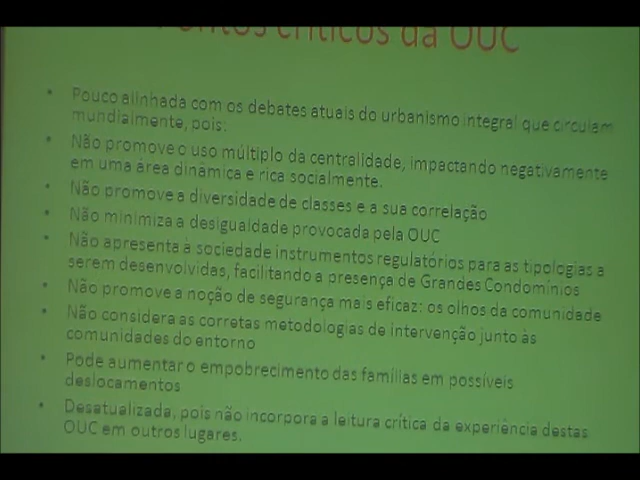 Pontos críticos da OUC
• Pouco alinhada com os debates atuais do urbanismo integral que circulam
mundialmente, pois:
• Não promove o uso múltiplo da centralidade, impactando negativamente
em uma área dinâmica e rica socialmente.
• Não promove a diversidade de classes e a sua correlação
• Não minimiza a desigualdade provocada pela OUC
• Não apresenta à sociedade instrumentos regulatórios para as tipologias a
serem desenvolvidas, facilitando a presença de Grandes Condomínios
• Não promove a noção de segurança mais eficaz: os olhos da comunidade
• Não considera as corretas metodologias de intervenção junto às
comunidades do entorno
• Pode aumentar o empobrecimento das famílias em possíveis
deslocamentos
• Desatualizada, pois não incorpora a leitura crítica da experiência destas
OUC em outros lugares.